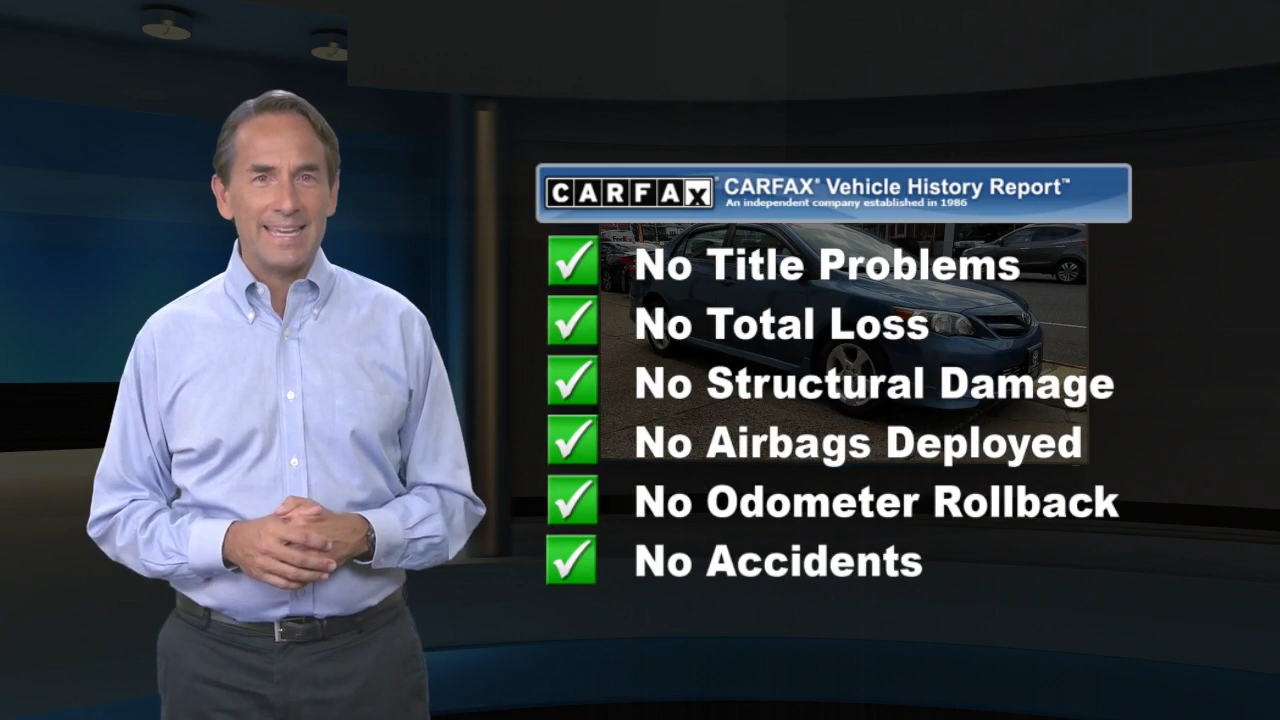 CARFAX® CARFAX® Vehicle History Report™
An independent company established in 1986
No Title Problems
No Total Loss
No Structural Damage
No Airbags Deployed
No Odometer Rollback
No Accidents